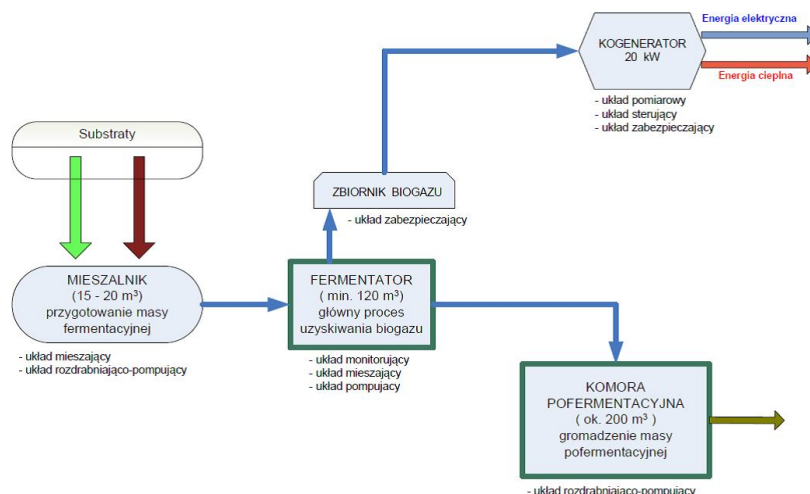 Energia elektryczna
KOGENERATOR
20 kW
Energia cieplna
- układ pomiarowy
- układ sterujący
- układ zabezpieczający
Substraty
ZBIORNIK BIOGAZU
- układ zabezpieczający
MIESZALNIK
(15 - 20 m³)
przygotowanie masy
fermentacyjnej
- układ mieszający
- układ rozdrabniająco-pompujący
FERMENTATOR
( min. 120 m³)
główny proces
uzyskiwania biogazu
- układ monitorujący
- układ mieszający
- układ pompujacy
KOMORA
POFERMENTACYJNA
( ok. 200 m³ )
gromadzenie masy
pofermentacyjnej
- układ rozdrabniająco-pompujący